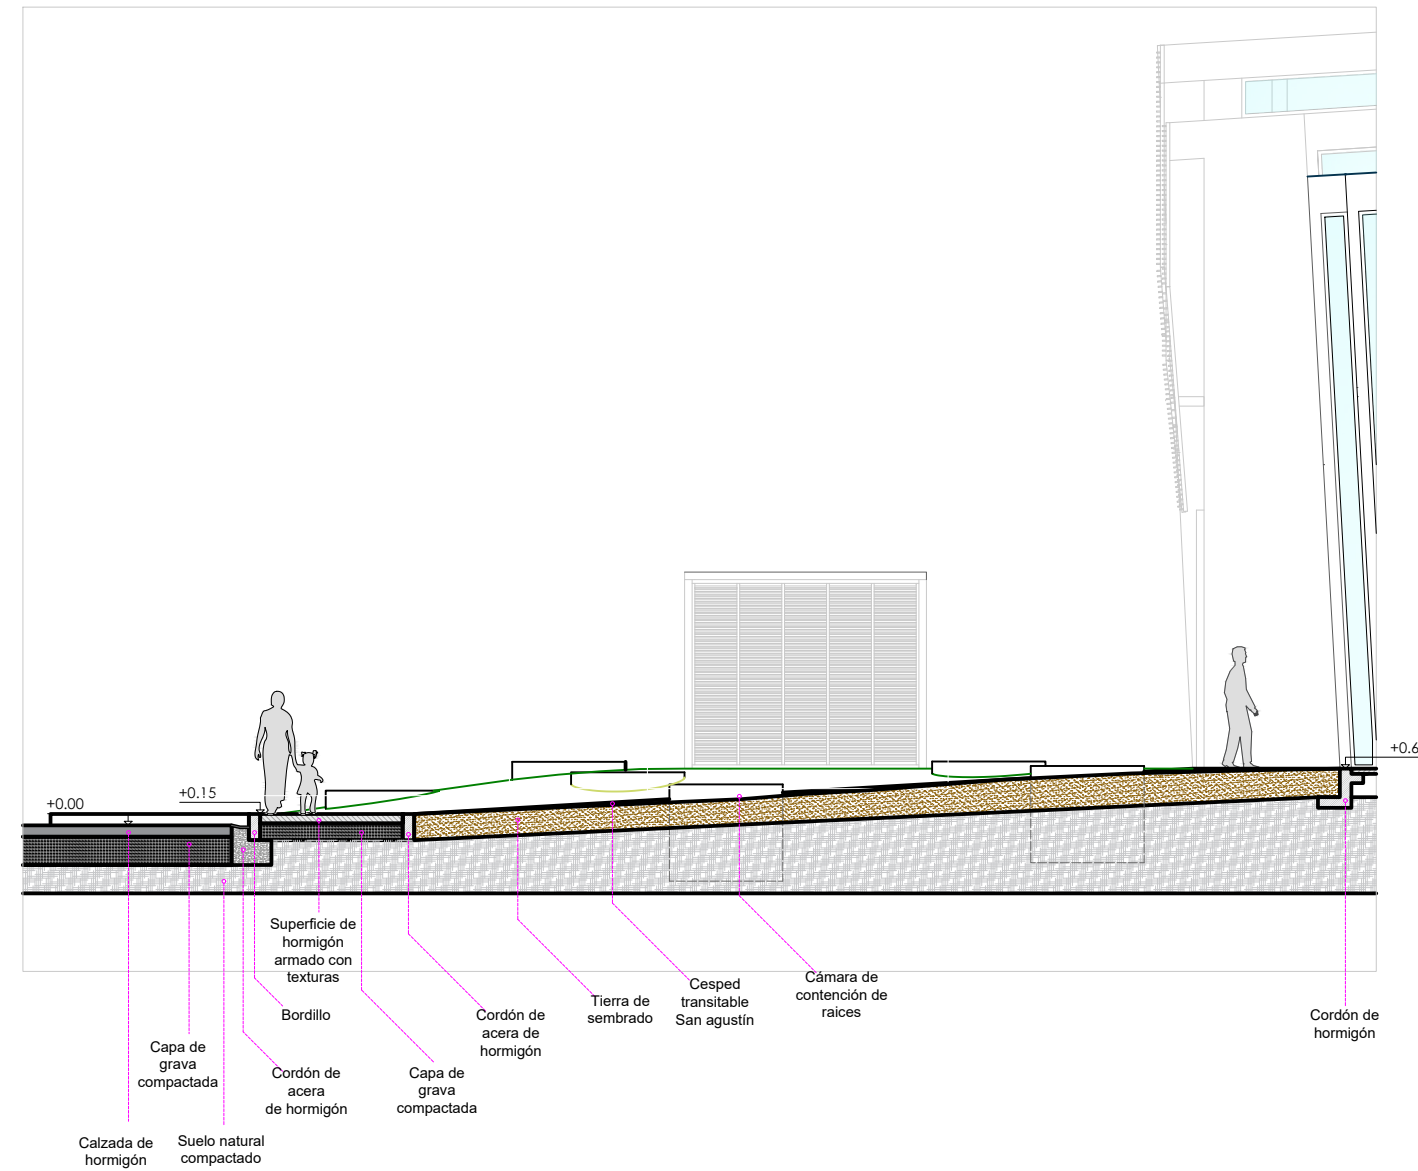 +0.6
+0.00
+0.15
Superficie de
hormigón
armado con
texturas
Bordillo
Capa de
grava
compactada
Cordón de
acera
de hormigón
Calzada de
hormigón
Suelo natural
compactado
Capa de
grava
compactada
Cordón de
acera de
hormigón
Tierra de
sembrado
Cesped
transitable
San agustín
Cámara de
contención de
raices
Cordón de
hormigón